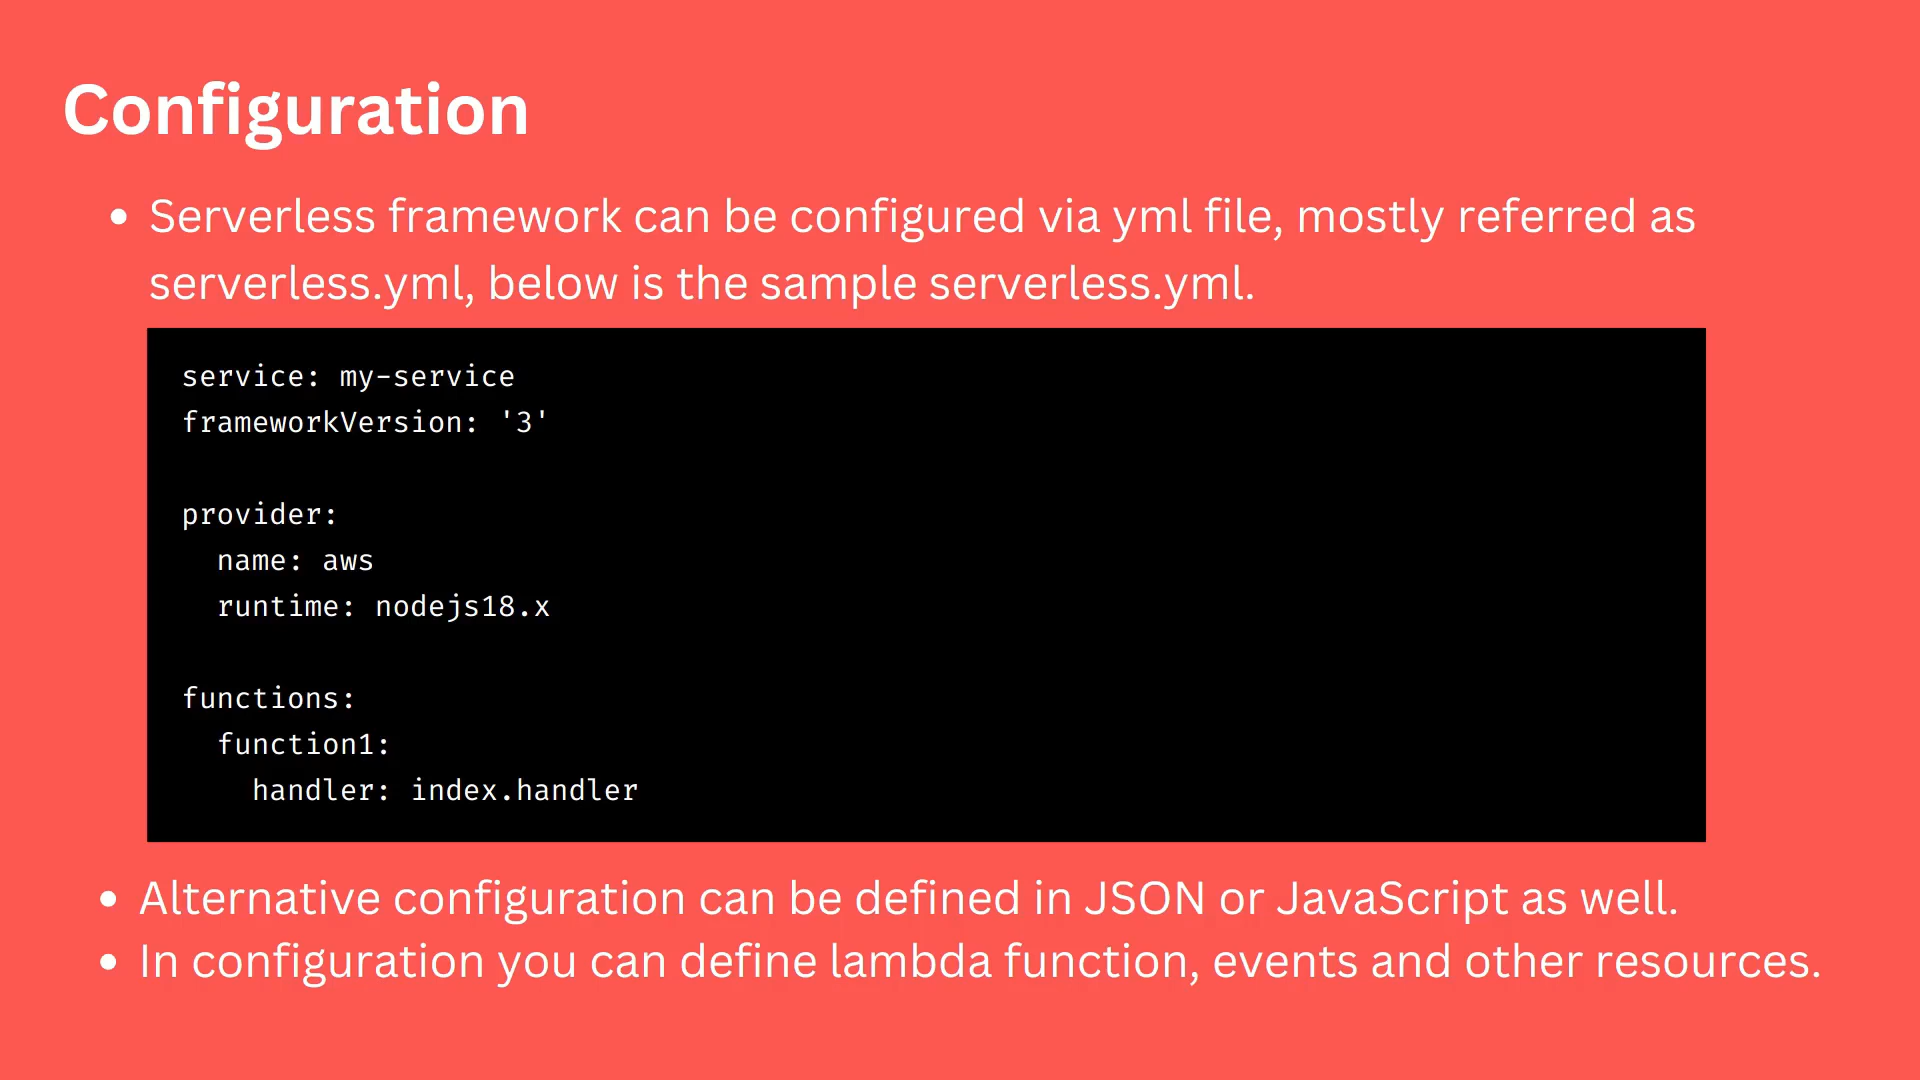 Configuration
• Serverless framework can be configured via yml file, mostly referred as
serverless.yml, below is the sample serverless.yml.
service: my-service
frameworkVersion: '3'
provider:
  name: aws
  runtime: nodejs18.x
functions:
  function1:
    handler: index.handler
• Alternative configuration can be defined in JSON or JavaScript as well.
• In configuration you can define lambda function, events and other resources.